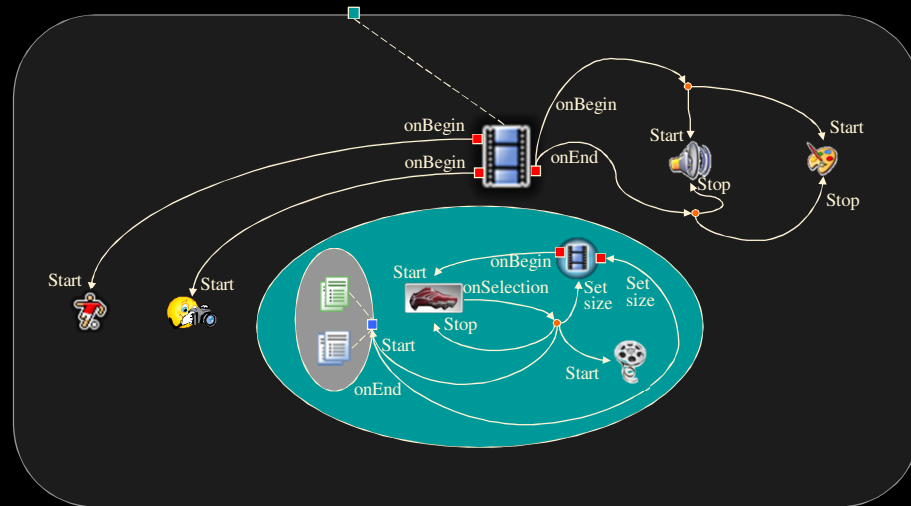 onBegin
onBegin
Start
Start
onBegin
onEnd
Start
Stop
Start
Stop
onBegin
Start
onSelection
Set
size
Set
size
Stop
Start
Start
onEnd